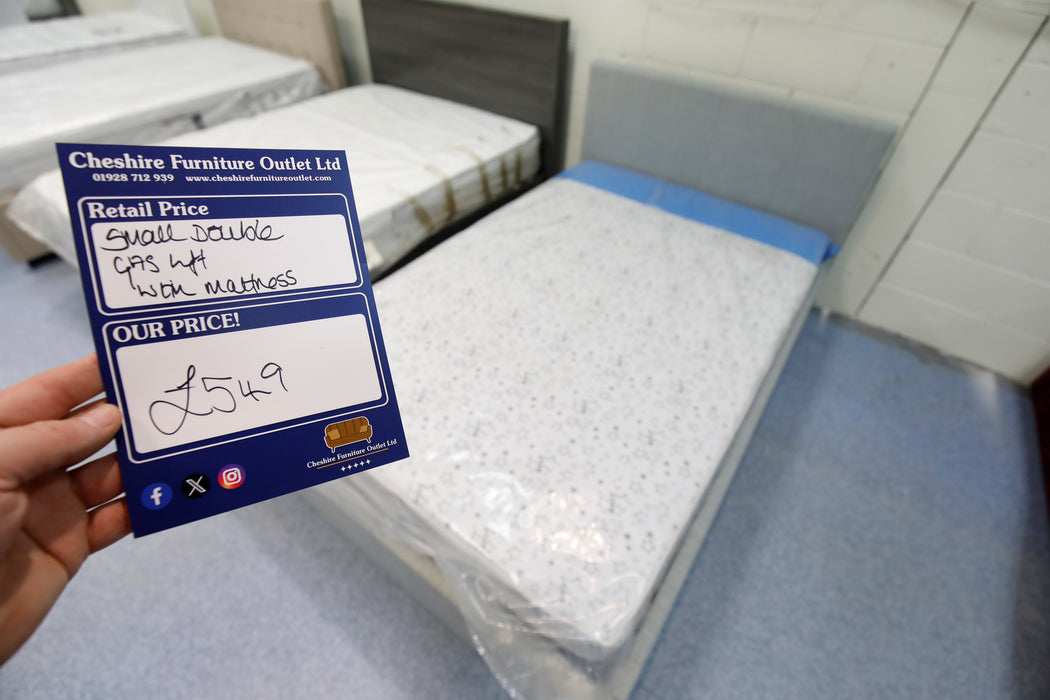 Cheshire Furniture Outlet Ltd
01928 712 939 www.cheshirefurnitureoutlet.com
Retail Price
Small Double
GAS lift
with mattress
OUR PRICE!
£549
Cheshire Furniture Outlet Ltd